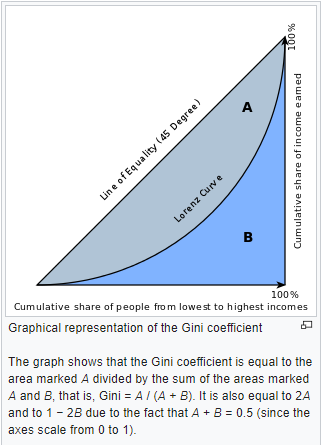 100%
A
Line of Equality (45 Degree)
Cumulative share of income earned
Lorenz Curve
B
100%
Cumulative share of people from lowest to highest incomes
Graphical representation of the Gini coefficient
The graph shows that the Gini coefficient is equal to the
area marked A divided by the sum of the areas marked
A and B, that is, Gini = A / (A + B). It is also equal to 2A
and to 1 − 2B due to the fact that A + B = 0.5 (since the
axes scale from 0 to 1).